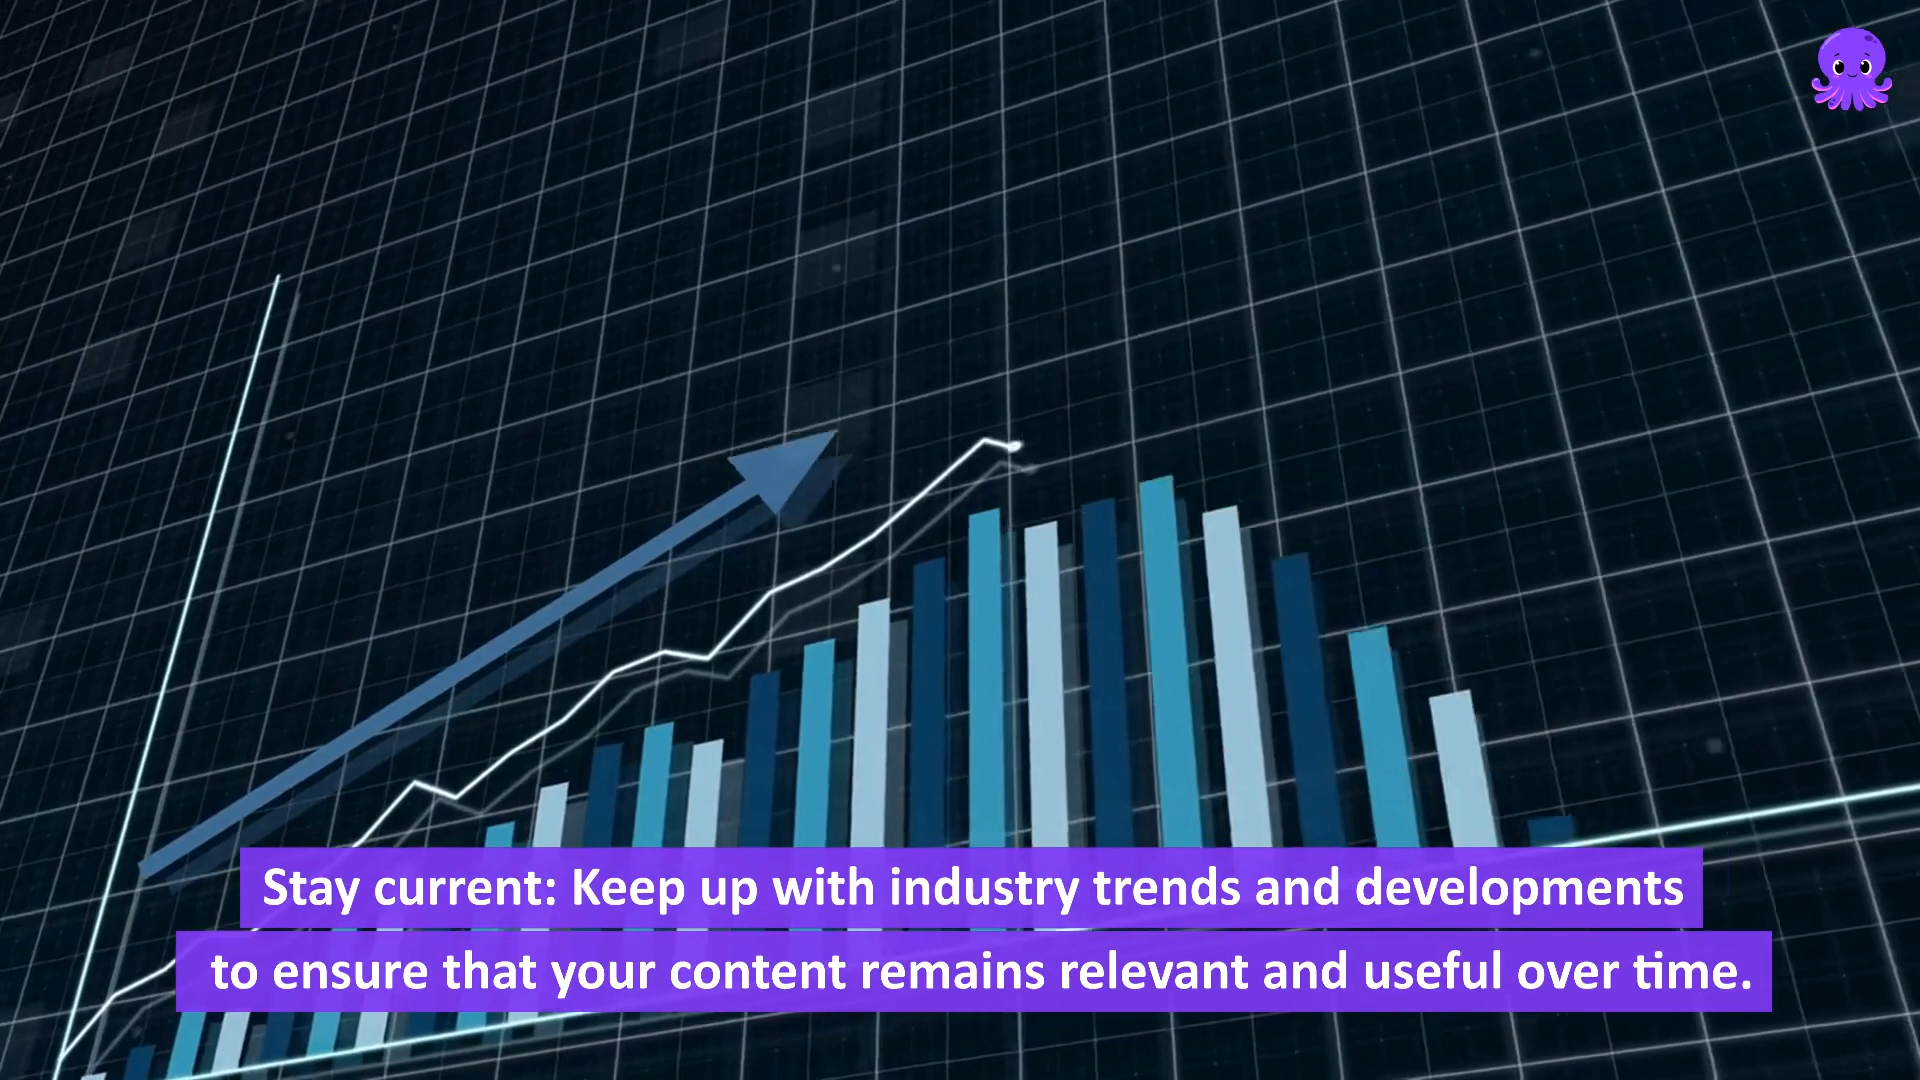 Stay current: Keep up with industry trends and developments
to ensure that your content remains relevant and useful over time.